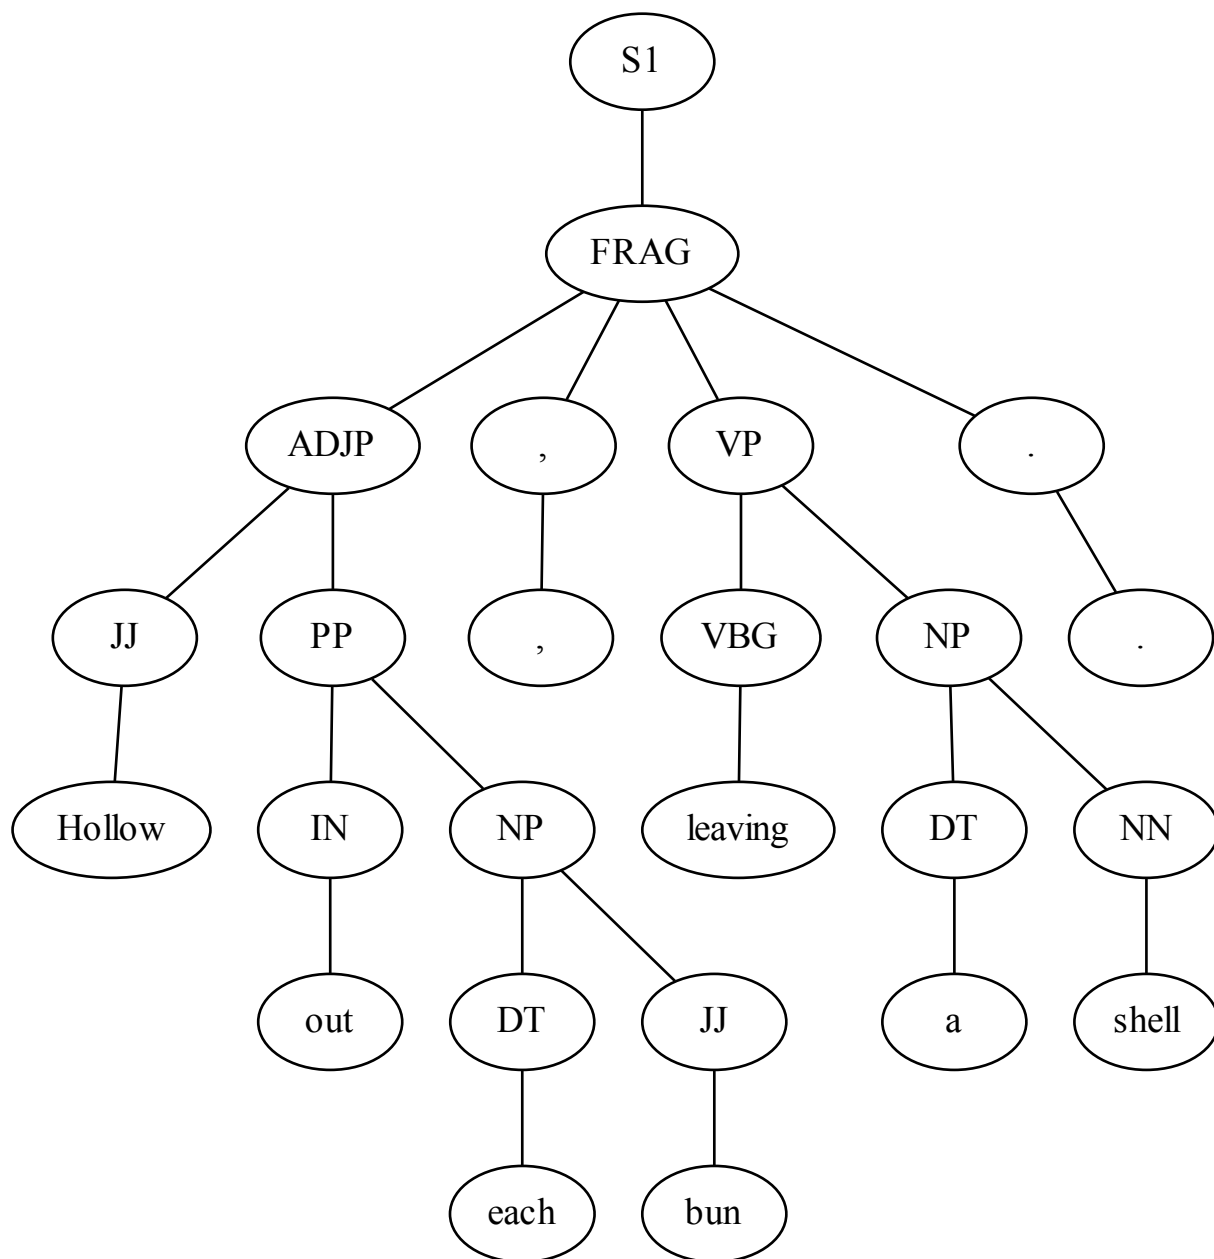 S1
FRAG
ADJP , VP .
JJ PP , VBG NP .
Hollow IN NP leaving DT NN
out DT JJ a shell
each bun